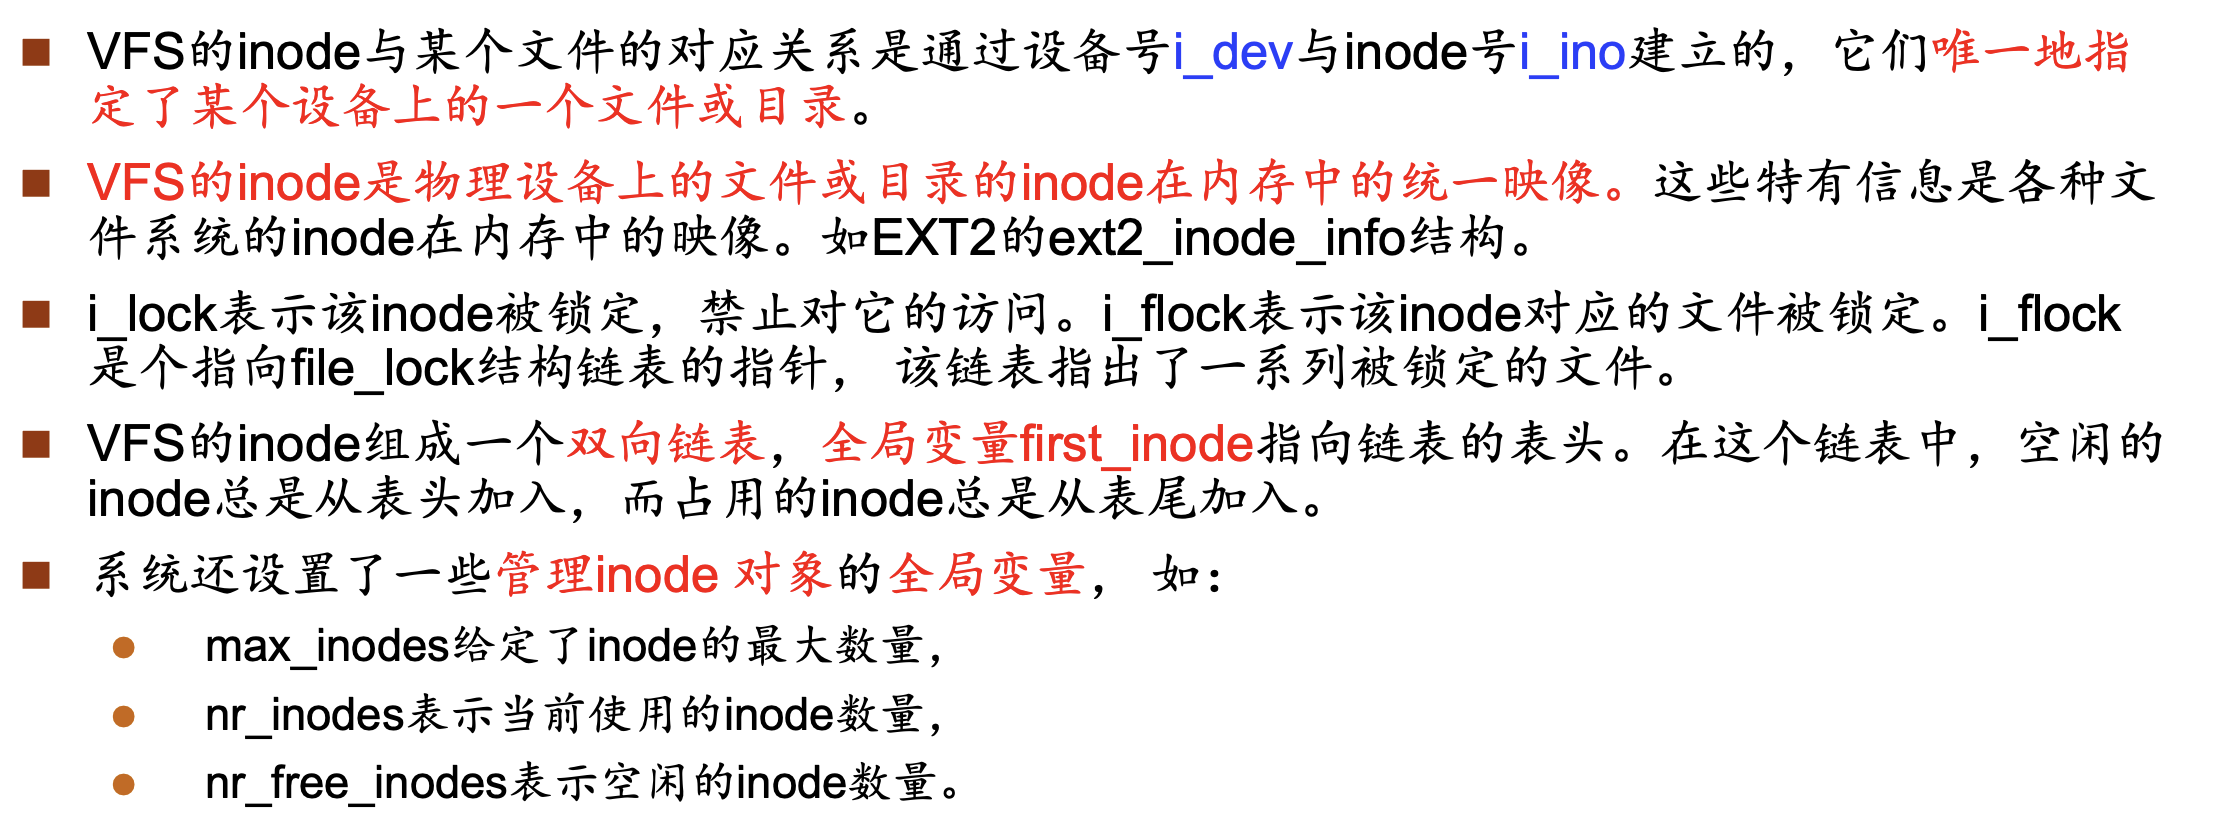 VFS的inode与某个文件的对应关系是通过设备号i_dev与inode号i_ino建立的，它们唯一地指
定了某个设备上的一个文件或目录。
VFS的inode是物理设备上的文件或目录的inode在内存中的统一映像。这些特有信息是各种文
件系统的inode在内存中的映像。如EXT2的ext2_inode_info结构。
i_lock表示该inode被锁定，禁止对它的访问。i_flock表示该inode对应的文件被锁定。i_flock
是个指向file_lock结构链表的指针， 该链表指出了一系列被锁定的文件。
VFS的inode组成一个双向链表，全局变量first_inode指向链表的表头。在这个链表中，空闲的
inode总是从表头加入，而占用的inode总是从表尾加入。
系统还设置了一些管理inode 对象的全局变量， 如：
max_inodes给定了inode的最大数量，
nr_inodes表示当前使用的inode数量，
nr_free_inodes表示空闲的inode数量。